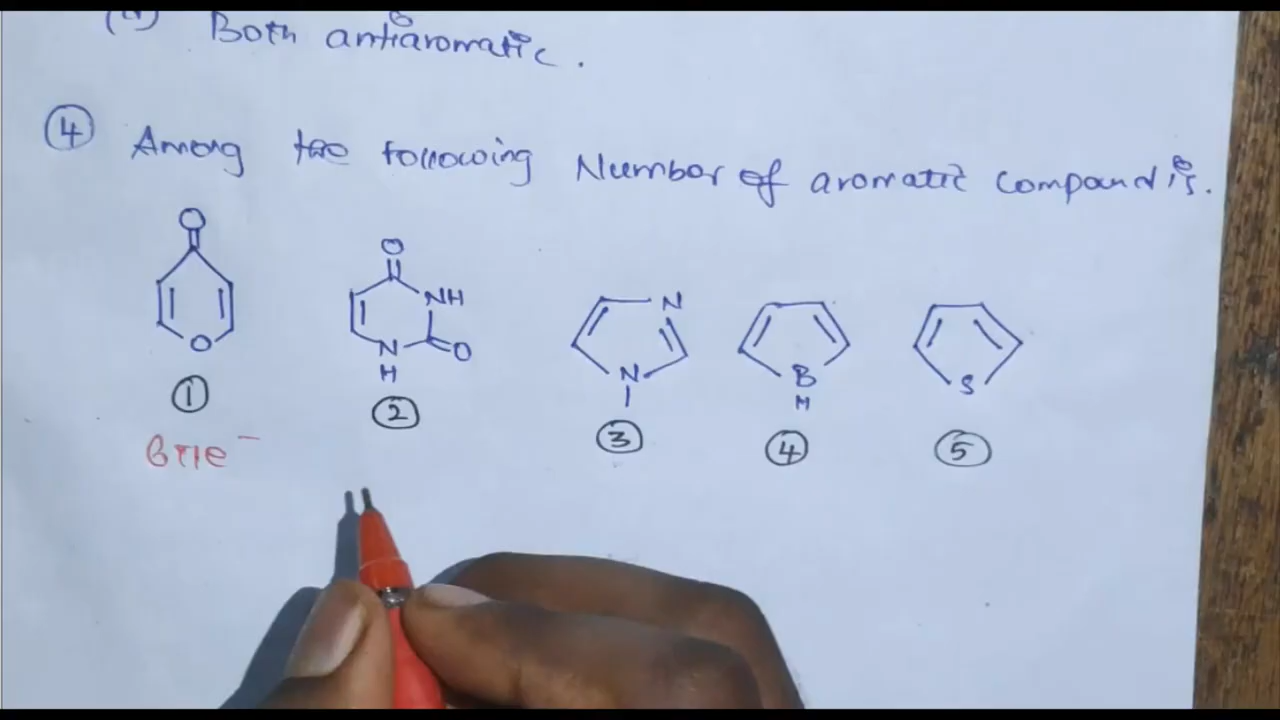 Both antiaromatic.
④ Among the following Number of aromatic compound is.
O
O
N
NH
O
N
O
N
B
S
H
H
①
②
③
④
⑤
6πe⁻